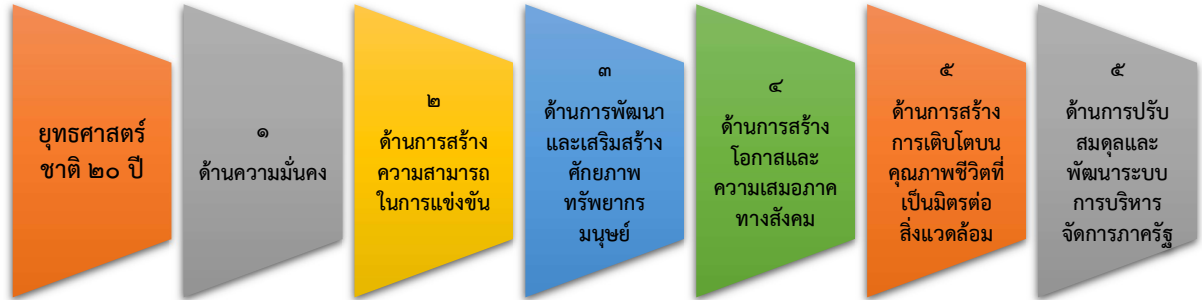 ยุทธศาสตร์
ชาติ ๒๐ ปี
๑
ด้านความมั่นคง
๒
ด้านการสร้าง
ความสามารถ
ในการแข่งขัน
๓
ด้านการพัฒนา
และเสริมสร้าง
ศักยภาพ
ทรัพยากร
มนุษย์
๔
ด้านการสร้าง
โอกาสและ
ความเสมอภาค
ทางสังคม
๕
ด้านการสร้าง
การเติบโตบน
คุณภาพชีวิตที่
เป็นมิตรต่อ
สิ่งแวดล้อม
๕
ด้านการปรับ
สมดุลและ
พัฒนาระบบ
การบริหาร
จัดการภาครัฐ